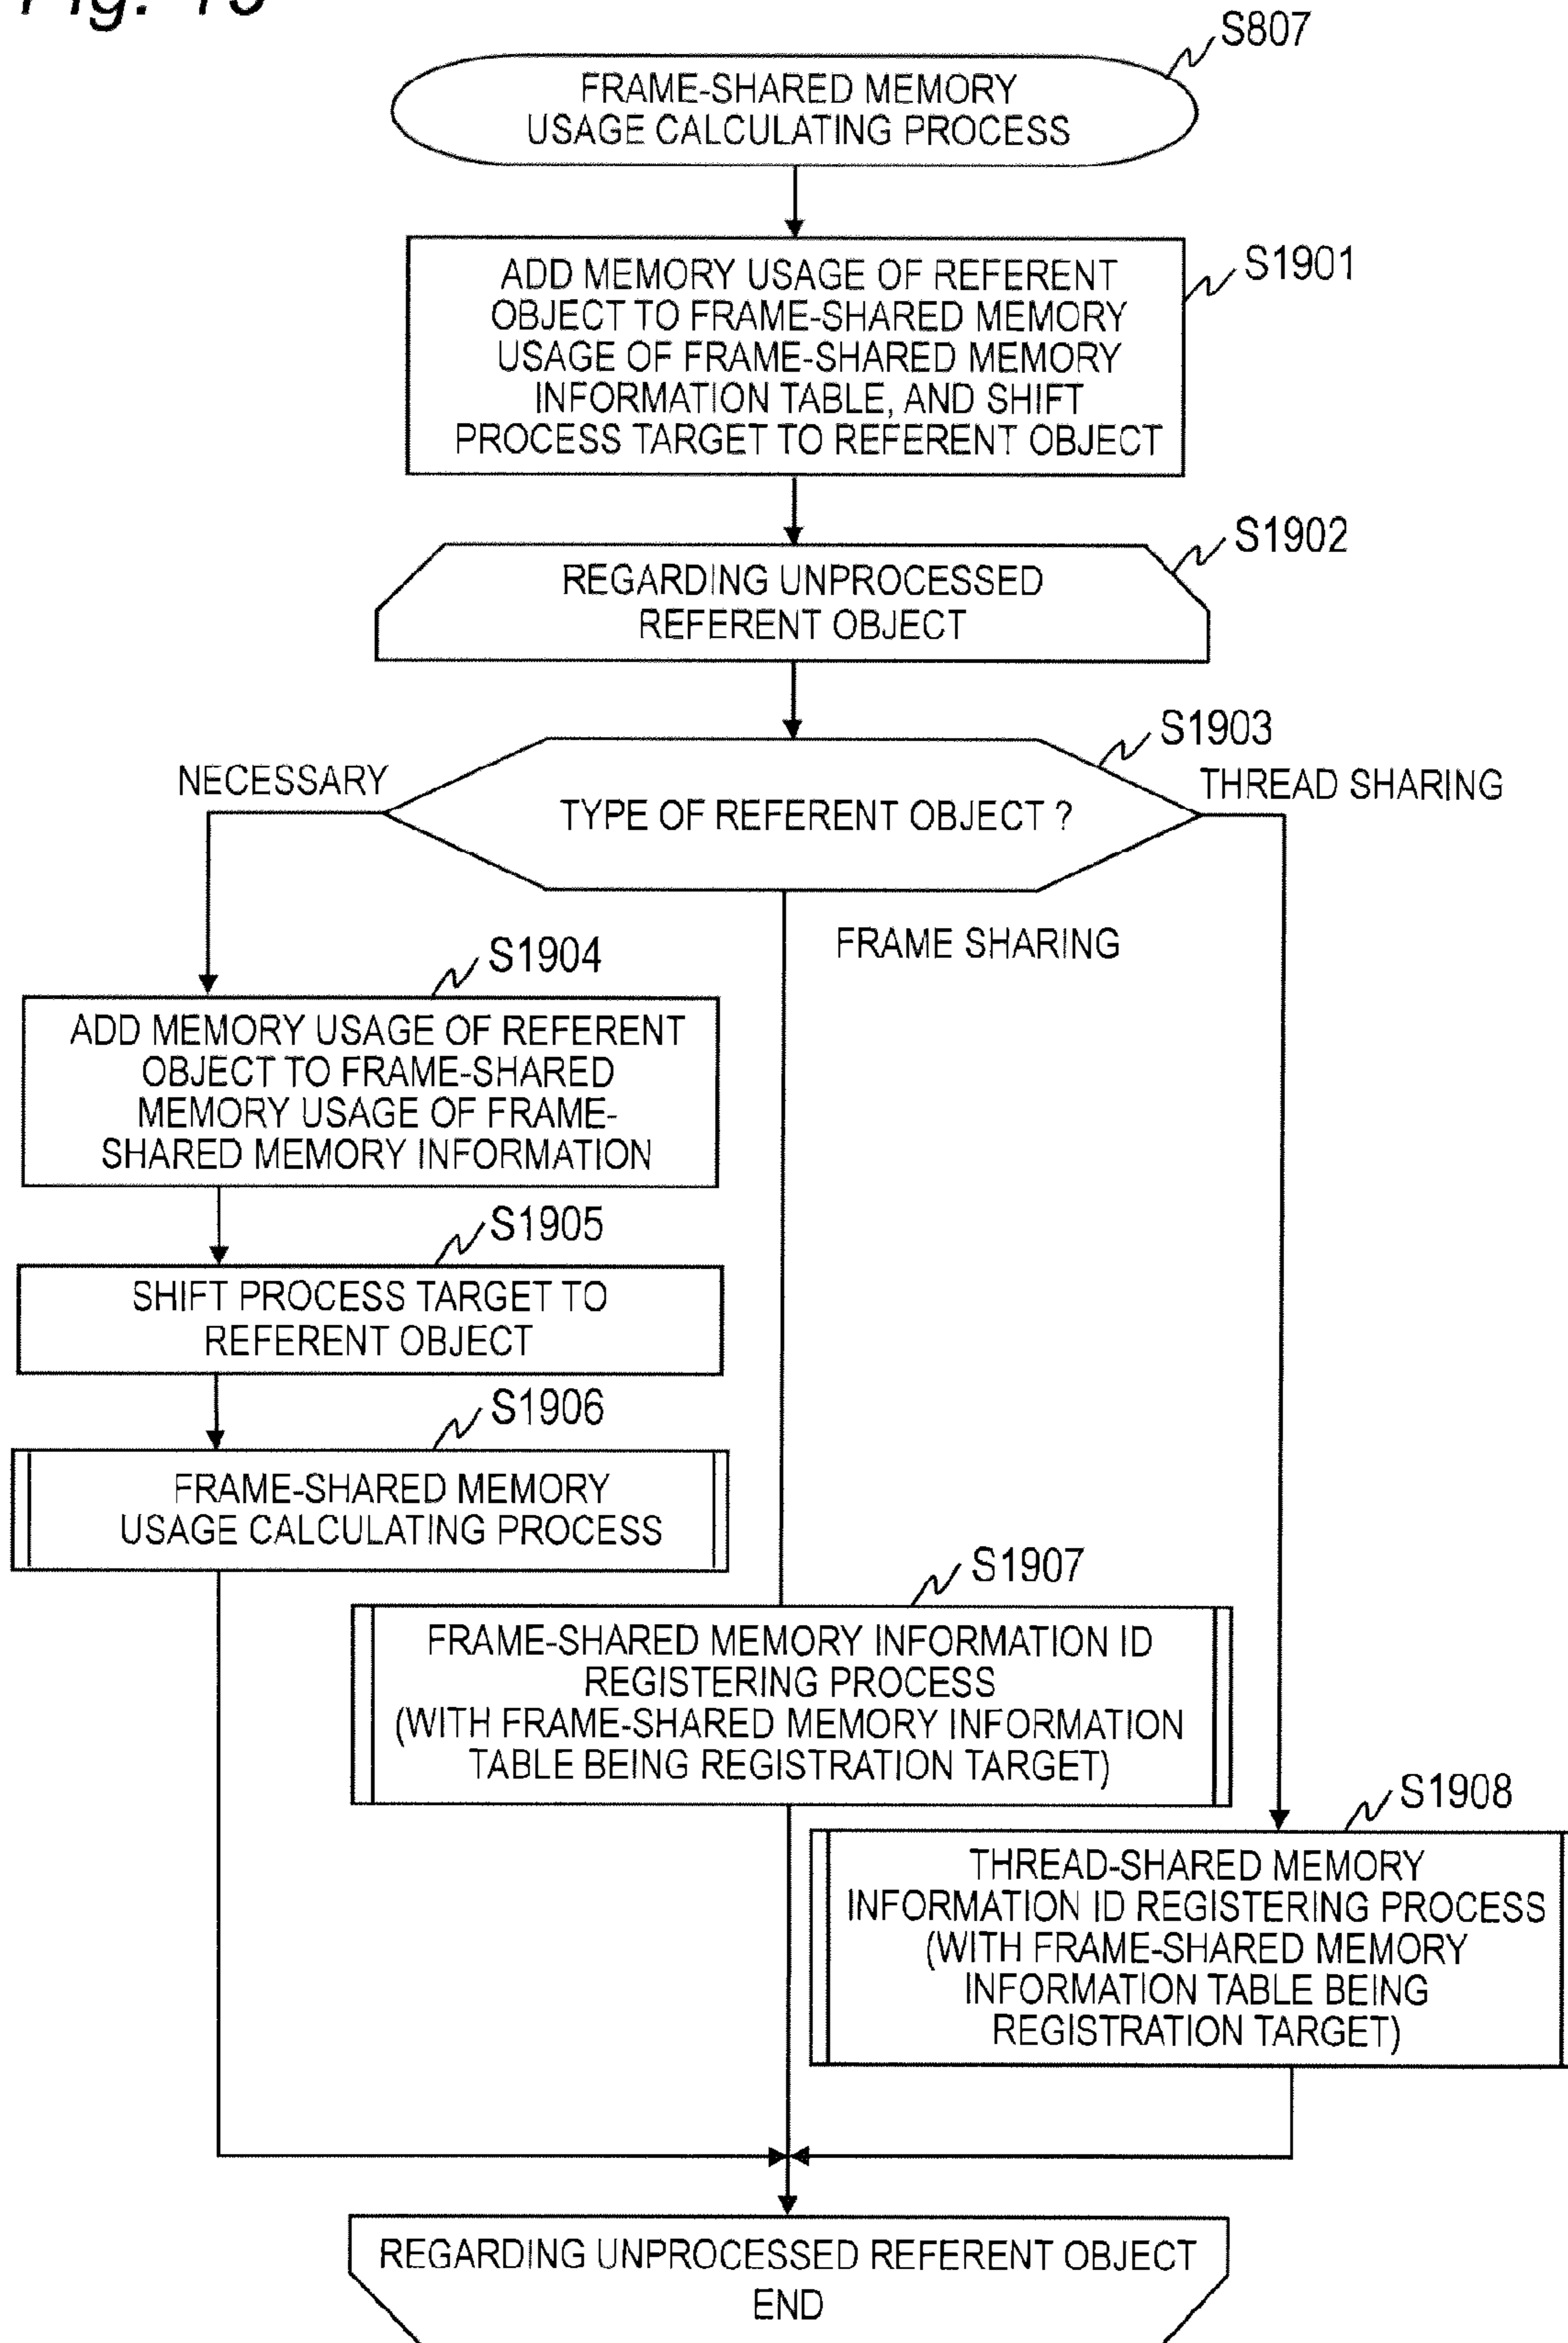 Fig. 19
S807
FRAME-SHARED MEMORY
USAGE CALCULATING PROCESS
S1901
ADD MEMORY USAGE OF REFERENT
OBJECT TO FRAME-SHARED MEMORY
USAGE OF FRAME-SHARED MEMORY
INFORMATION TABLE, AND SHIFT
PROCESS TARGET TO REFERENT OBJECT
S1902
REGARDING UNPROCESSED
REFERENT OBJECT
S1903
NECESSARY
THREAD SHARING
TYPE OF REFERENT OBJECT ?
FRAME SHARING
S1904
ADD MEMORY USAGE OF REFERENT
OBJECT TO FRAME-SHARED
MEMORY USAGE OF FRAME-
SHARED MEMORY INFORMATION
S1905
SHIFT PROCESS TARGET TO
REFERENT OBJECT
S1906
FRAME-SHARED MEMORY
USAGE CALCULATING PROCESS
S1907
FRAME-SHARED MEMORY INFORMATION ID
REGISTERING PROCESS
(WITH FRAME-SHARED MEMORY INFORMATION
TABLE BEING REGISTRATION TARGET)
S1908
THREAD-SHARED MEMORY
INFORMATION ID REGISTERING PROCESS
(WITH FRAME-SHARED MEMORY
INFORMATION TABLE BEING
REGISTRATION TARGET)
REGARDING UNPROCESSED REFERENT OBJECT
END